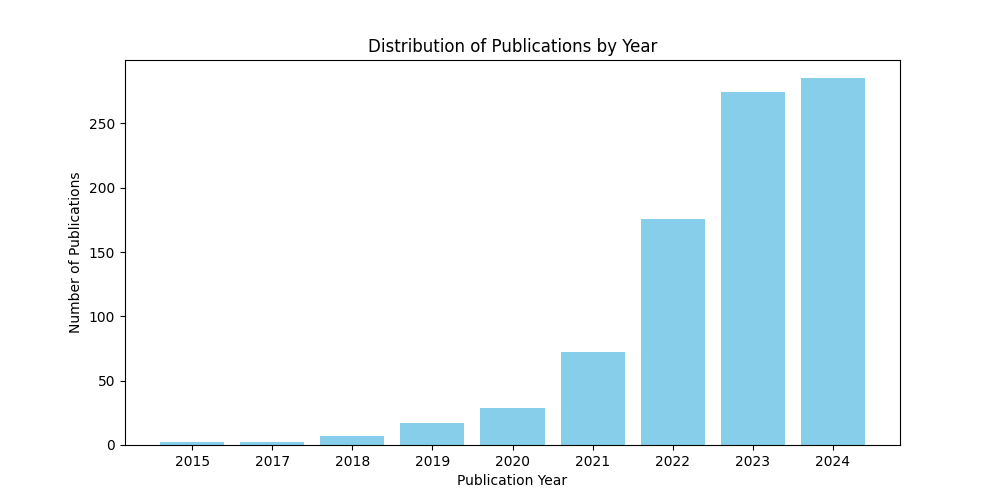 Distribution of Publications by Year
Number of Publications
250
200
150
100
50
0
2015 2017 2018 2019 2020 2021 2022 2023 2024
Publication Year